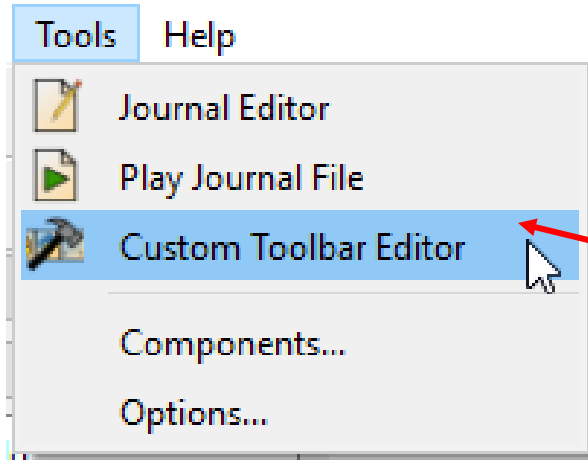 Tools Help
Journal Editor
Play Journal File
Custom Toolbar Editor
Components...
Options...